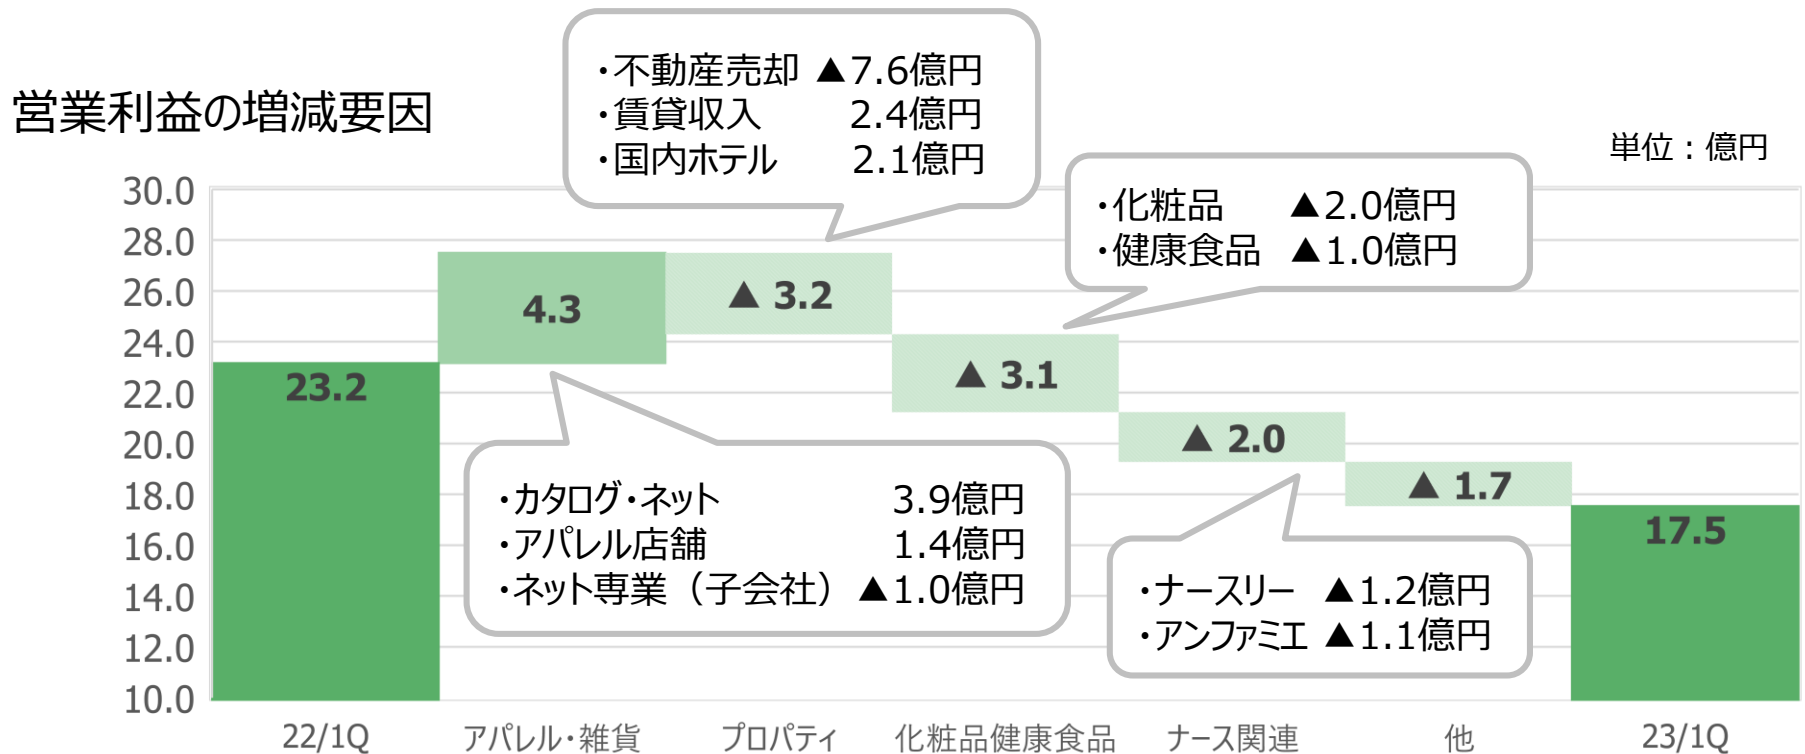 営業利益の増減要因
単位：億円
・不動産売却 ▲7.6億円
・賃貸収入 2.4億円
・国内ホテル 2.1億円
・化粧品 ▲2.0億円
・健康食品 ▲1.0億円
30.0
28.0
26.0
24.0
22.0
20.0
18.0
16.0
14.0
12.0
10.0
23.2
4.3
▲ 3.2
▲ 3.1
▲ 2.0
▲ 1.7
17.5
・カタログ・ネット 3.9億円
・アパレル店舗 1.4億円
・ネット専業（子会社）▲1.0億円
・ナースリー ▲1.2億円
・アンファミエ ▲1.1億円
22/1Q
アパレル・雑貨
プロパティ
化粧品健康食品
ナース関連
他
23/1Q